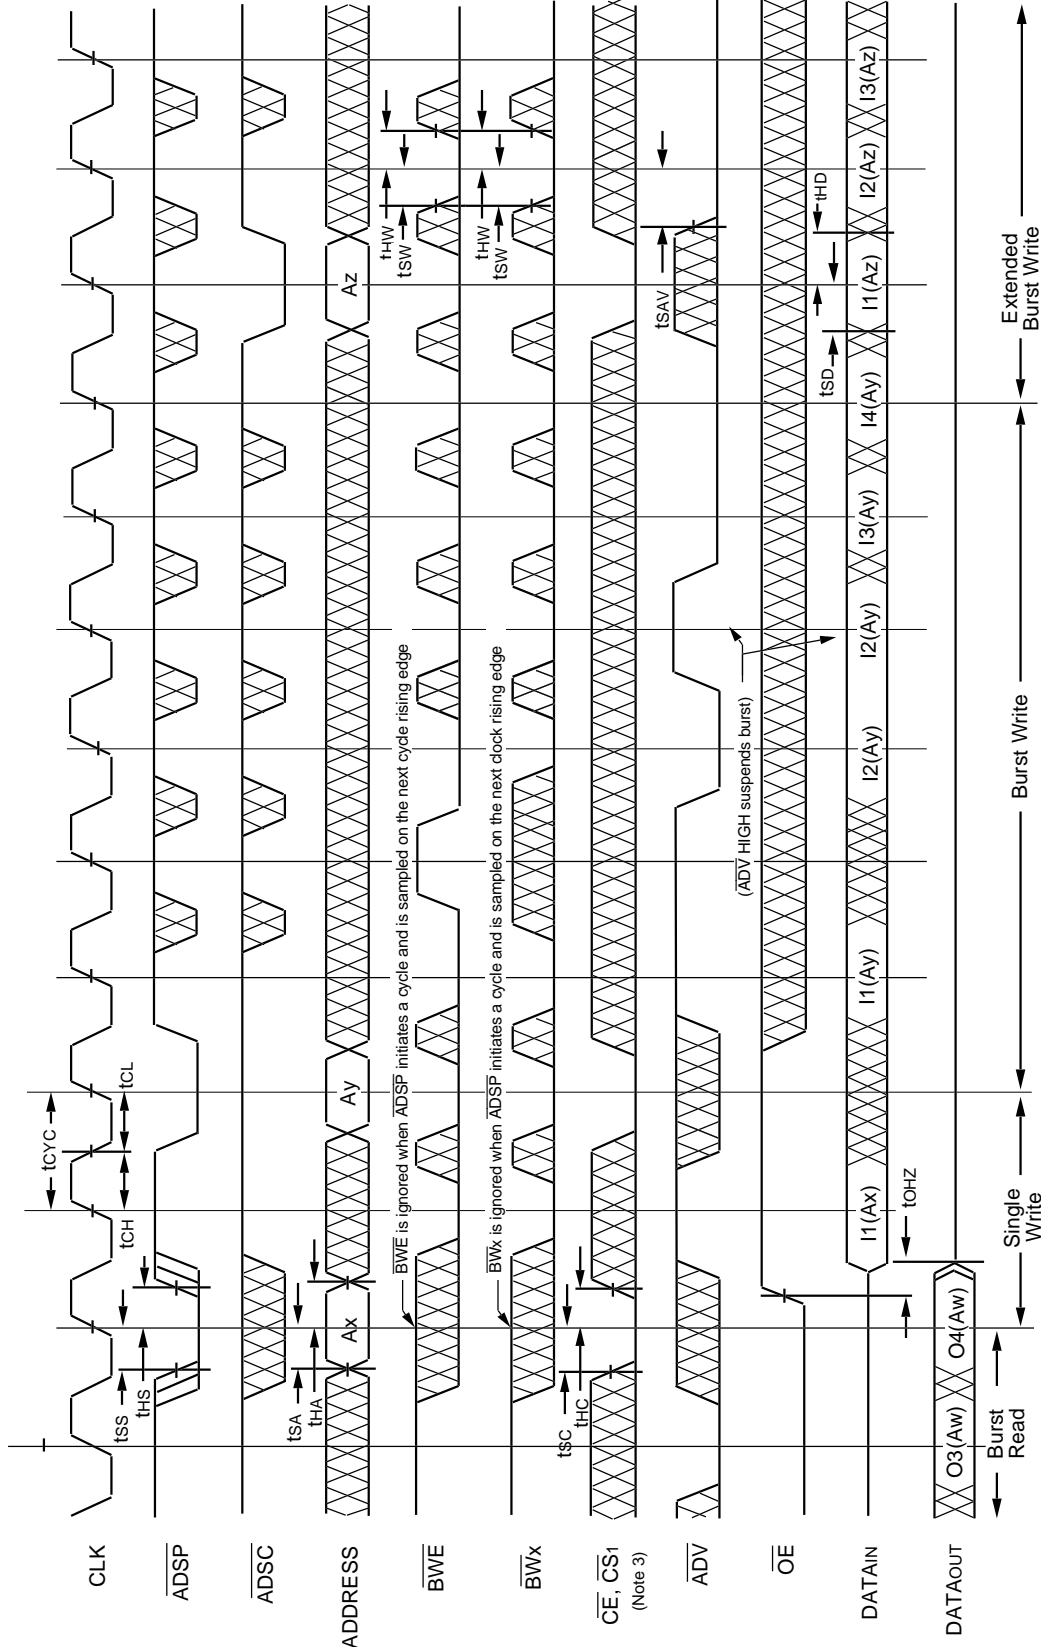 CLK
tCYC
tCH
tCL
tSS
tHS
ADSP
ADSC
tSA
tHA
ADDRESS
Ax
Ay
Az
BWE is ignored when ADSP initiates a cycle and is sampled on the next cycle rising edge
tHW
tSW
BWE
BWx is ignored when ADSP initiates a cycle and is sampled on the next clock rising edge
tHW
tSW
BWx
tSC
tHC
CE, CS1
(Note 3)
tSAV
ADV
(ADV HIGH suspends burst)
OE
tSD
tHD
DATAIN
I1(Ax)
I1(Ay)
I2(Ay)
I2(Ay)
I3(Ay)
I4(Ay)
I1(Az)
I2(Az)
I3(Az)
tOHZ
DATAOUT
O3(Aw)
O4(Aw)
Burst
Read
Single
Write
Burst Write
Extended
Burst Write